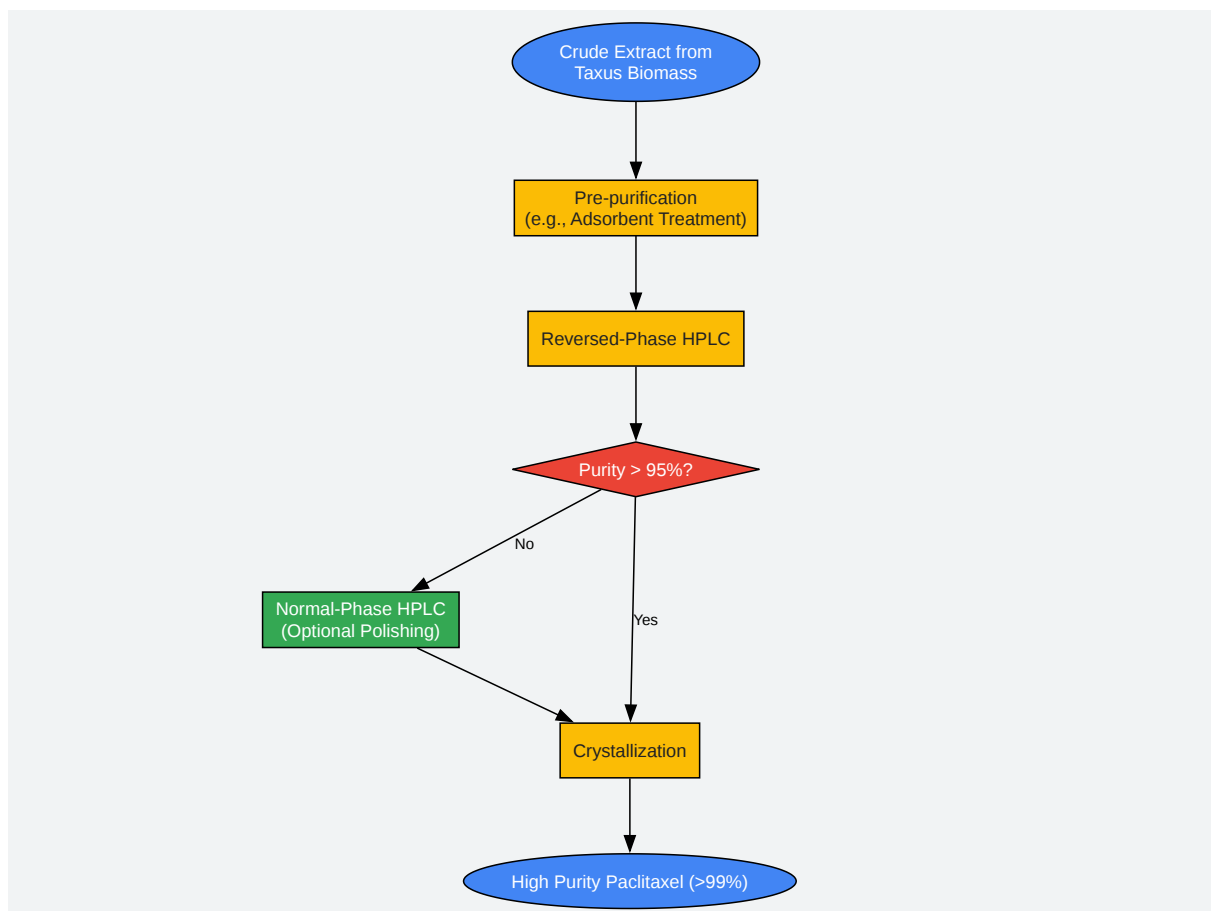 Crude Extract from
Taxus Biomass
Pre-purification
(e.g., Adsorbent Treatment)
Reversed-Phase HPLC
Purity > 95%?
No
Normal-Phase HPLC
(Optional Polishing)
Yes
Crystallization
High Purity Paclitaxel (>99%)